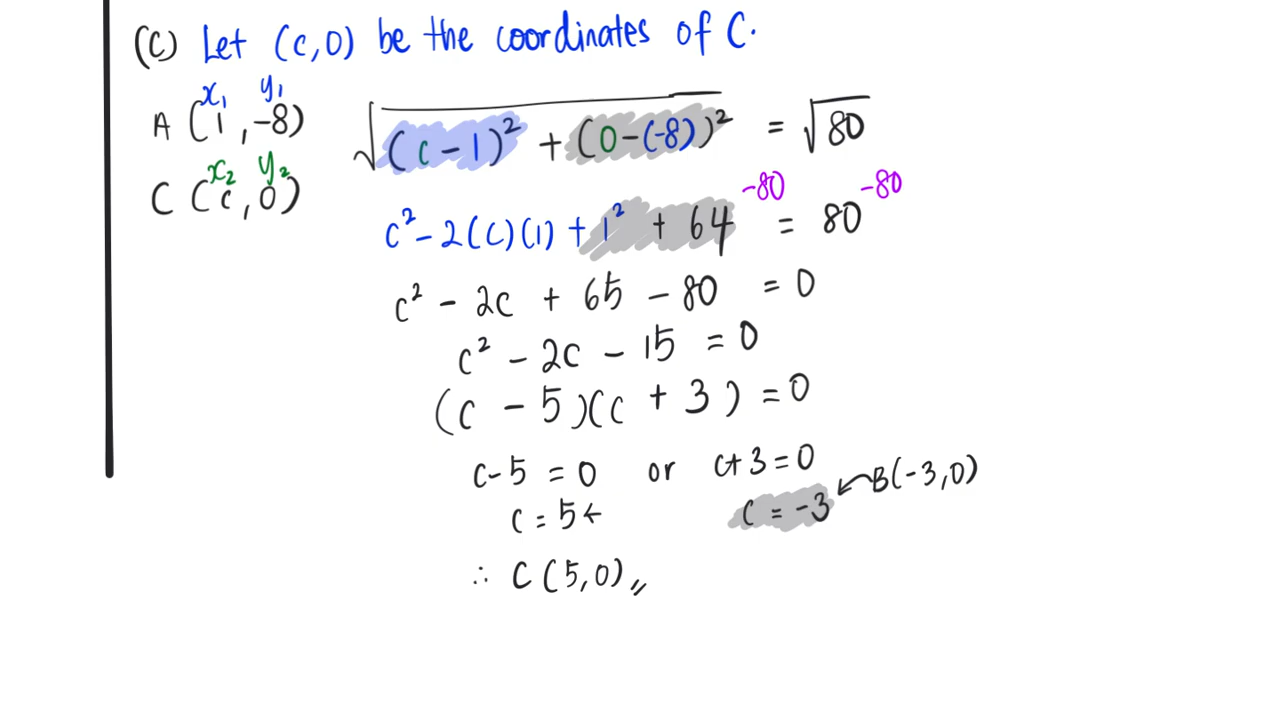 (C) Let (c,0) be the coordinates of C.
x₁ y₁
A (1,-8) √((c-1)² + (0-(-8))²) = √80
x₂ y₂
C (c,0)
c² - 2(c)(1) + 1² + 64 -80 = 80 -80
c² - 2c + 65 - 80 = 0
c² - 2c - 15 = 0
(c - 5)(c + 3) = 0
c-5 = 0 or c+3 = 0
c = 5 ← c = -3 ↙ B(-3,0)
∴ C (5,0)〃